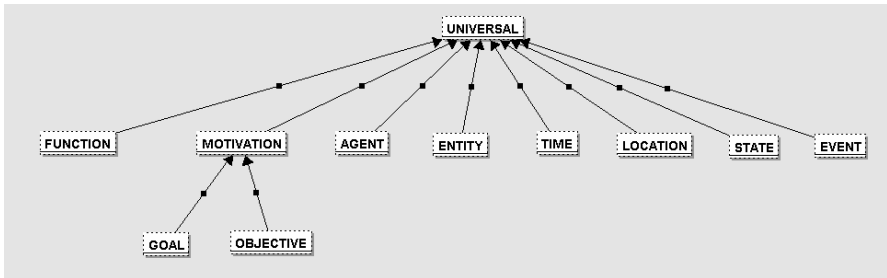 UNIVERSAL
FUNCTION
MOTIVATION
AGENT
ENTITY
TIME
LOCATION
STATE
EVENT
GOAL
OBJECTIVE